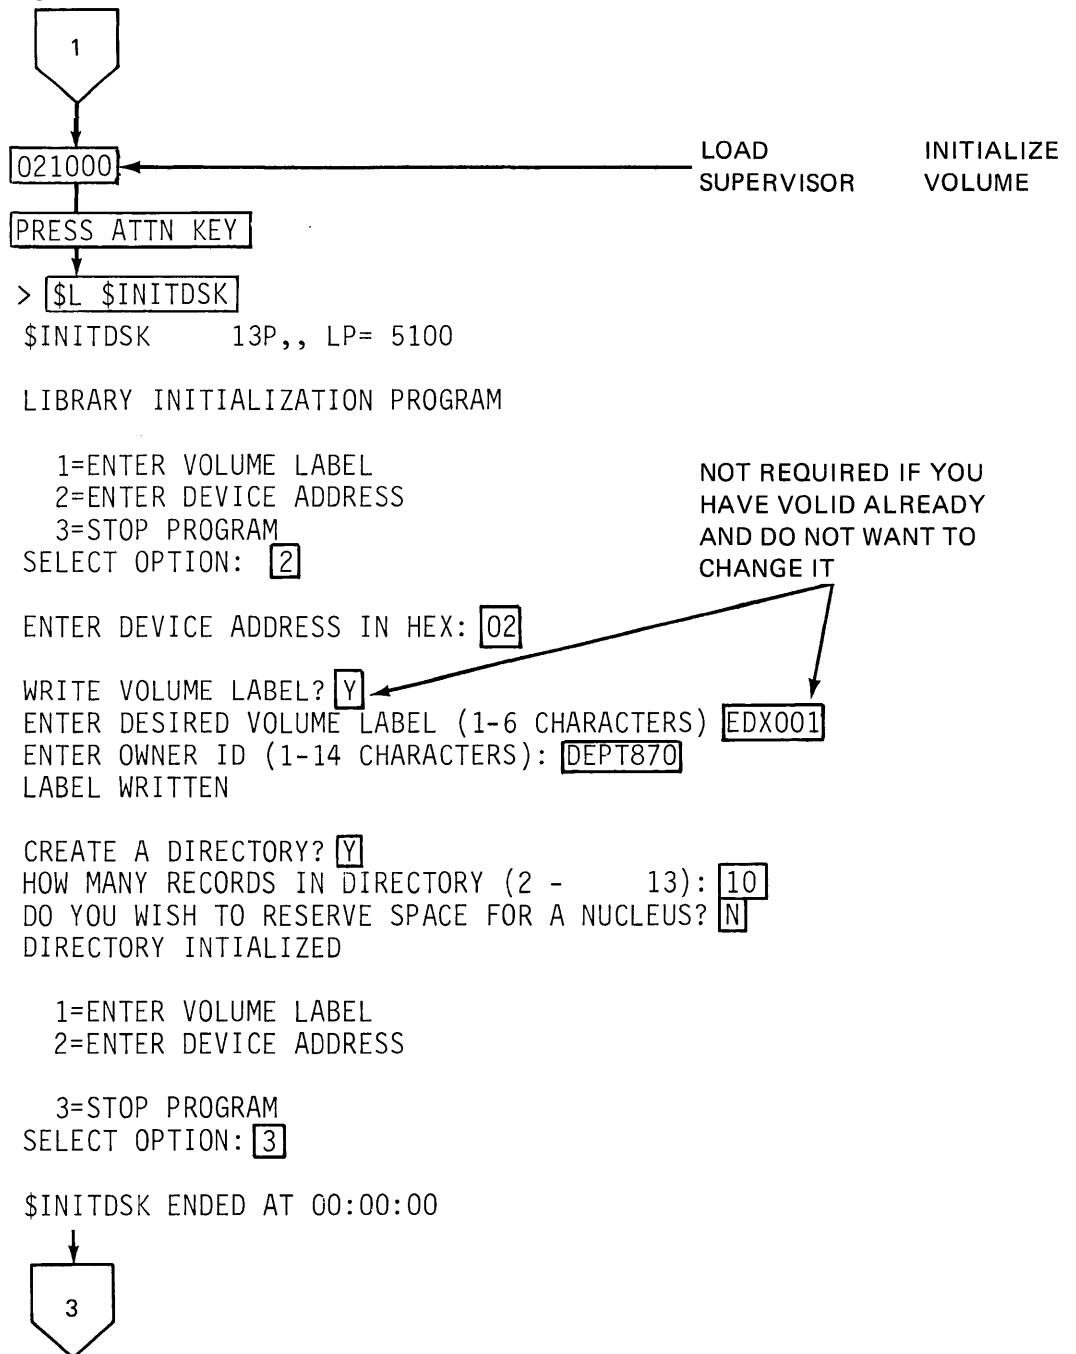 1
021000
LOAD SUPERVISOR
INITIALIZE VOLUME
PRESS ATTN KEY
> $L $INITDSK
$INITDSK 13P,, LP= 5100
LIBRARY INITIALIZATION PROGRAM
1=ENTER VOLUME LABEL
2=ENTER DEVICE ADDRESS
3=STOP PROGRAM
SELECT OPTION: 2
NOT REQUIRED IF YOU
HAVE VOLID ALREADY
AND DO NOT WANT TO
CHANGE IT
ENTER DEVICE ADDRESS IN HEX: 02
WRITE VOLUME LABEL? Y
ENTER DESIRED VOLUME LABEL (1-6 CHARACTERS) EDX001
ENTER OWNER ID (1-14 CHARACTERS): DEPT870
LABEL WRITTEN
CREATE A DIRECTORY? Y
HOW MANY RECORDS IN DIRECTORY (2 - 13): 10
DO YOU WISH TO RESERVE SPACE FOR A NUCLEUS? N
DIRECTORY INTIALIZED
1=ENTER VOLUME LABEL
2=ENTER DEVICE ADDRESS
3=STOP PROGRAM
SELECT OPTION: 3
$INITDSK ENDED AT 00:00:00
3